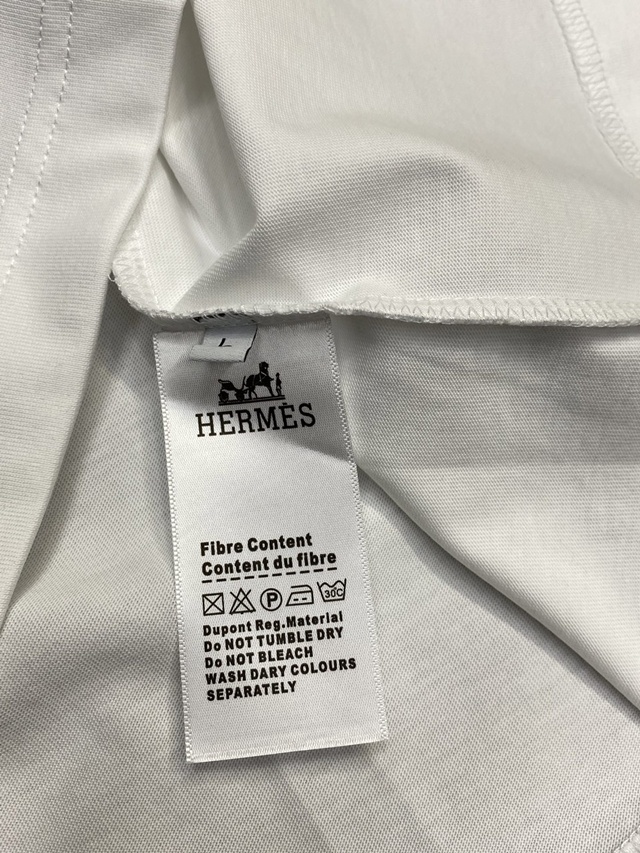 L
HERMÈS
Fibre Content
Content du fibre
P 30C
Dupont Reg.Material
Do NOT TUMBLE DRY
Do NOT BLEACH
WASH DARY COLOURS
SEPARATELY